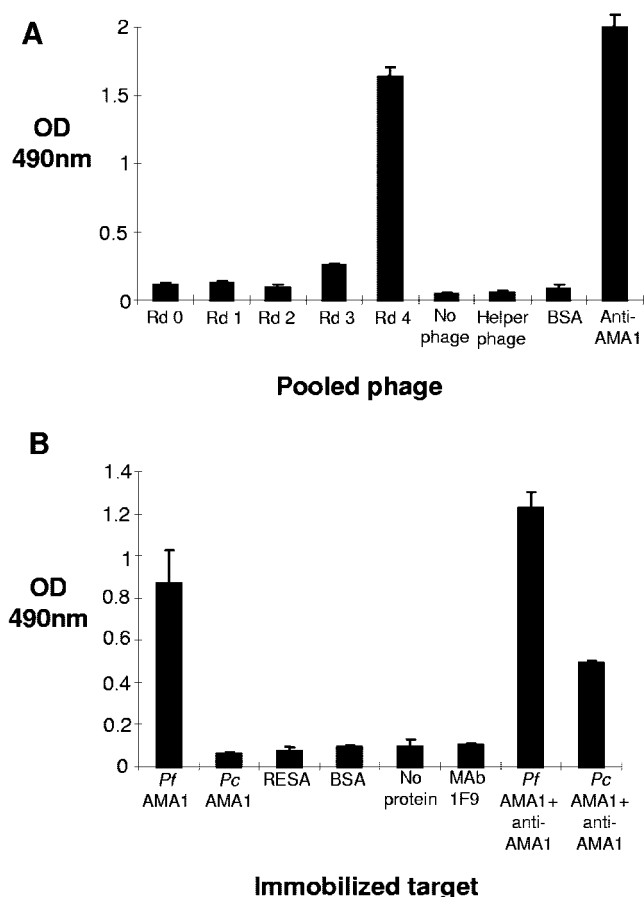 A
OD
490nm
2
1.5
1
0.5
0
Rd 0 Rd 1 Rd 2 Rd 3 Rd 4 No phage Helper phage BSA Anti-AMA1
Pooled phage
B
OD
490nm
1.4
1.2
1
0.8
0.6
0.4
0.2
0
Pf AMA1 Pc AMA1 RESA BSA No protein MAb 1F9 Pf AMA1+ anti-AMA1 Pc AMA1+ anti-AMA1
Immobilized target